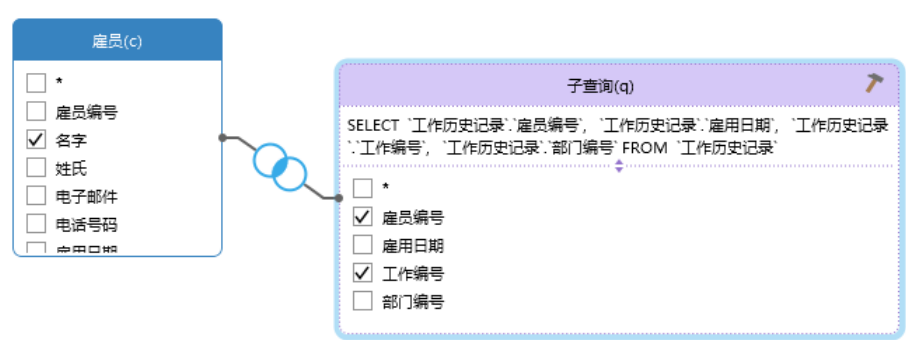 雇员(c)
*
雇员编号
名字
姓氏
电子邮件
电话号码
雇用日期
子查询(q)
SELECT `工作历史记录`.`雇员编号`, `工作历史记录`.`雇用日期`, `工作历史记录
`.`工作编号`, `工作历史记录`.`部门编号` FROM `工作历史记录`
*
雇员编号
雇用日期
工作编号
部门编号